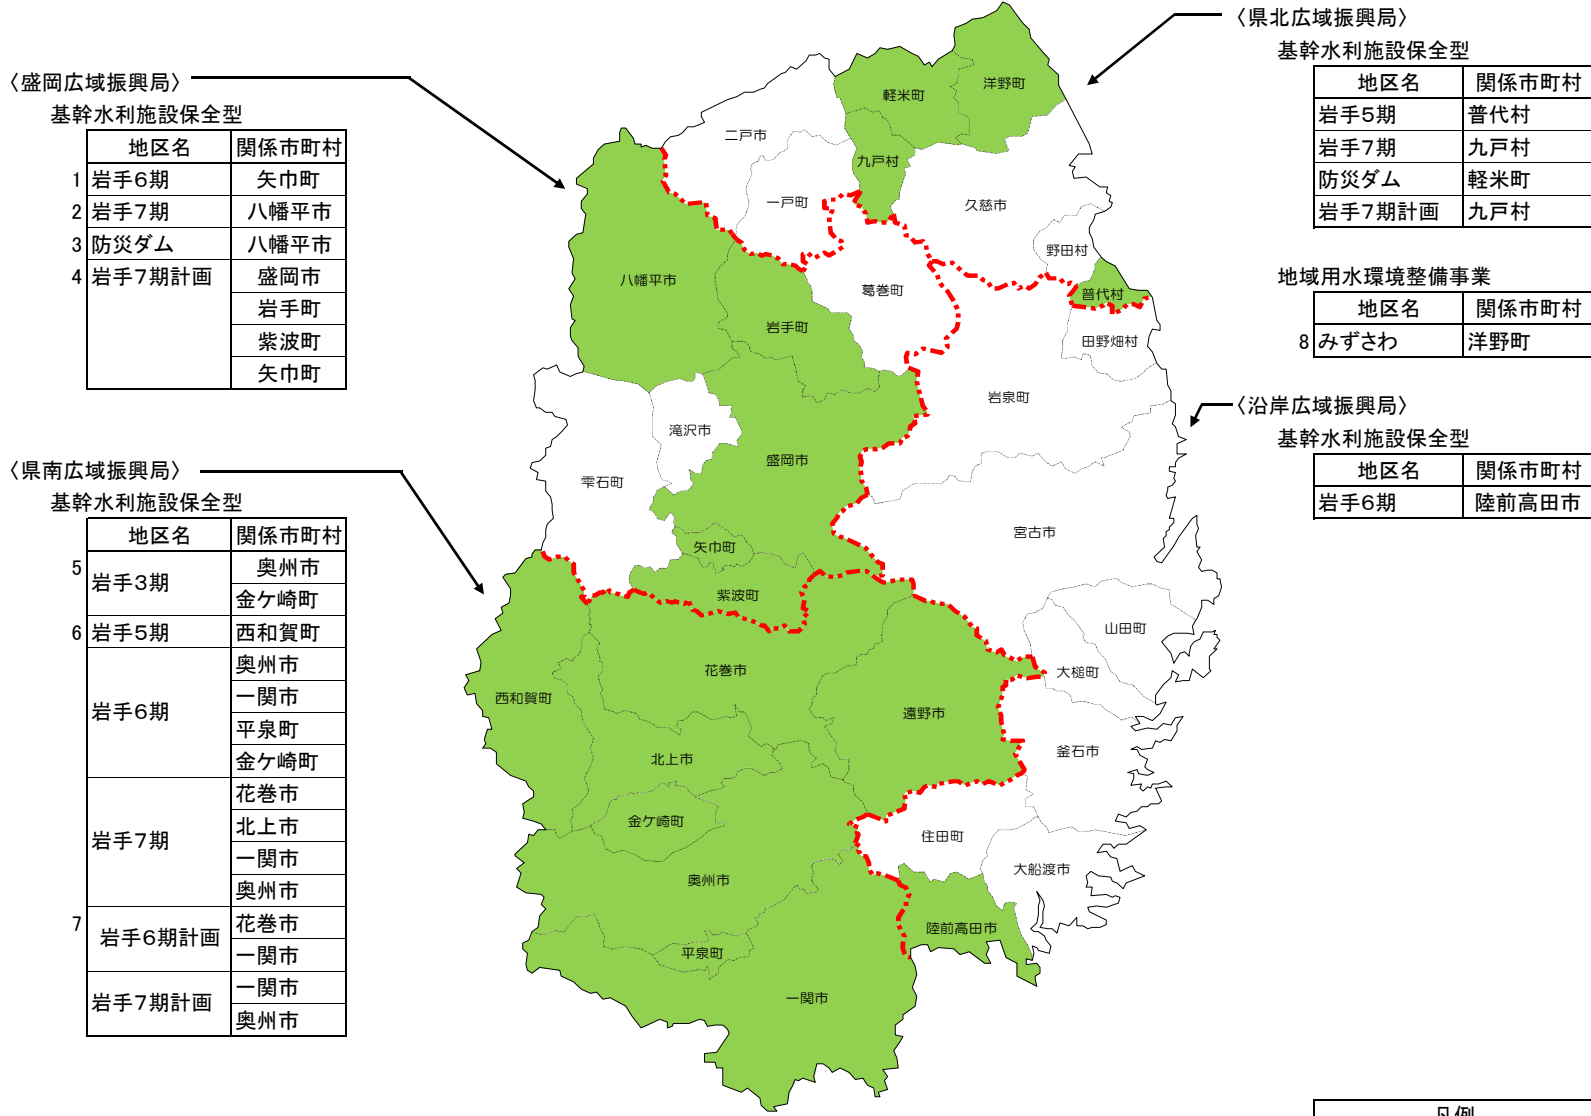 〈盛岡広域振興局〉
基幹水利施設保全型
地区名 関係市町村
1 岩手6期 矢巾町
2 岩手7期 八幡平市
3 防災ダム 八幡平市
4 岩手7期計画 盛岡市
岩手町
紫波町
矢巾町
〈県南広域振興局〉
基幹水利施設保全型
地区名 関係市町村
5 岩手3期 奥州市
金ケ崎町
6 岩手5期 西和賀町
岩手6期 奥州市
一関市
平泉町
金ケ崎町
岩手7期 花巻市
北上市
一関市
奥州市
7 岩手6期計画 花巻市
一関市
岩手7期計画 一関市
奥州市
〈県北広域振興局〉
基幹水利施設保全型
地区名 関係市町村
岩手5期 普代村
岩手7期 九戸村
防災ダム 軽米町
岩手7期計画 九戸村
地域用水環境整備事業
地区名 関係市町村
8 みずさわ 洋野町
〈沿岸広域振興局〉
基幹水利施設保全型
地区名 関係市町村
岩手6期 陸前高田市
洋野町
軽米町
二戸市
九戸村
一戸町
久慈市
野田村
八幡平市
葛巻町
普代村
岩手町
田野畑村
岩泉町
滝沢市
盛岡市
雫石町
宮古市
矢巾町
紫波町
山田町
花巻市
大槌町
西和賀町
遠野市
北上市
釜石市
金ケ崎町
住田町
大船渡市
奥州市
陸前高田市
平泉町
一関市
凡例